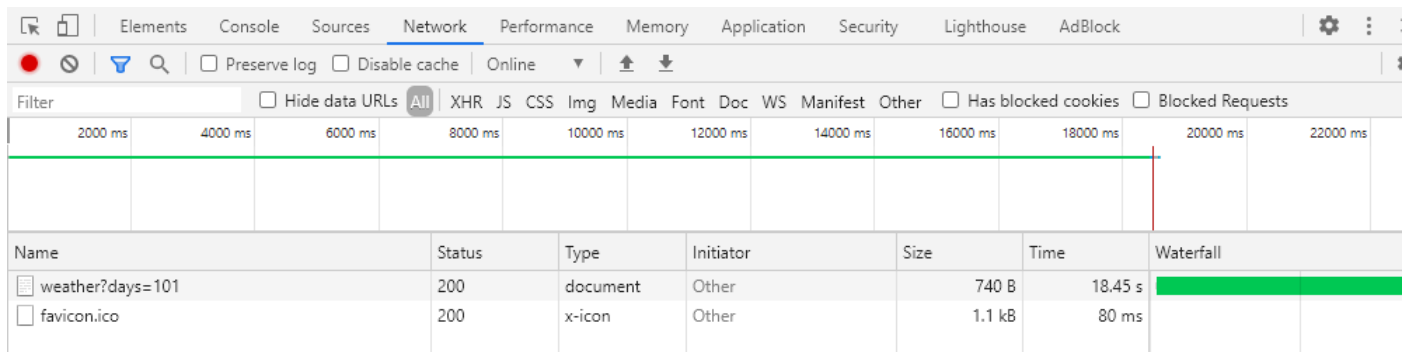 Elements Console Sources Network Performance Memory Application Security Lighthouse AdBlock
Preserve log Disable cache Online
Filter Hide data URLs All XHR JS CSS Img Media Font Doc WS Manifest Other Has blocked cookies Blocked Requests
2000 ms 4000 ms 6000 ms 8000 ms 10000 ms 12000 ms 14000 ms 16000 ms 18000 ms 20000 ms 22000 ms
Name Status Type Initiator Size Time Waterfall
weather?days=101 200 document Other 740 B 18.45 s
favicon.ico 200 x-icon Other 1.1 kB 80 ms